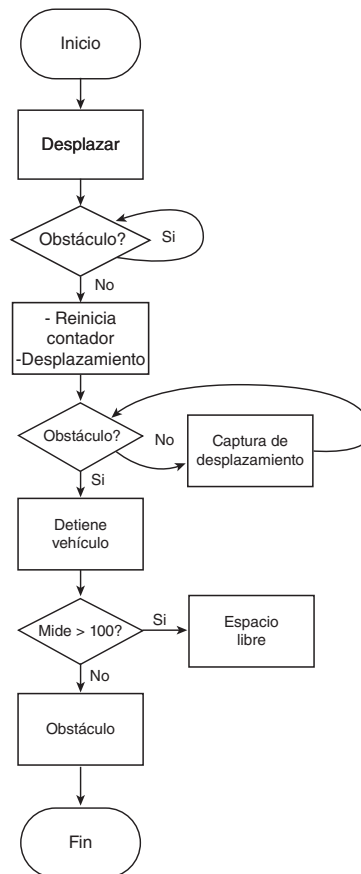 Inicio
Desplazar
Obstáculo?
Si
No
- Reinicia
contador
-Desplazamiento
Obstáculo?
No
Captura de
desplazamiento
Si
Detiene
vehículo
Mide > 100?
Si
Espacio
libre
No
Obstáculo
Fin